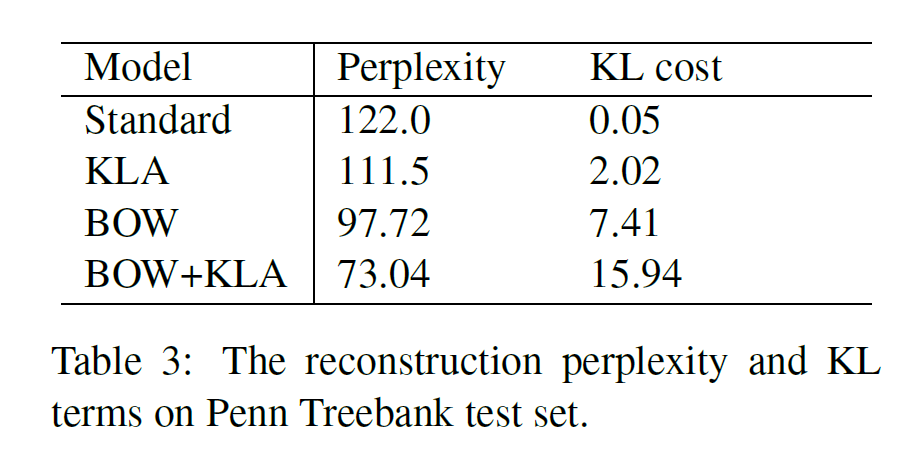 Model Perplexity KL cost
Standard 122.0 0.05
KLA 111.5 2.02
BOW 97.72 7.41
BOW+KLA 73.04 15.94
Table 3: The reconstruction perplexity and KL
terms on Penn Treebank test set.